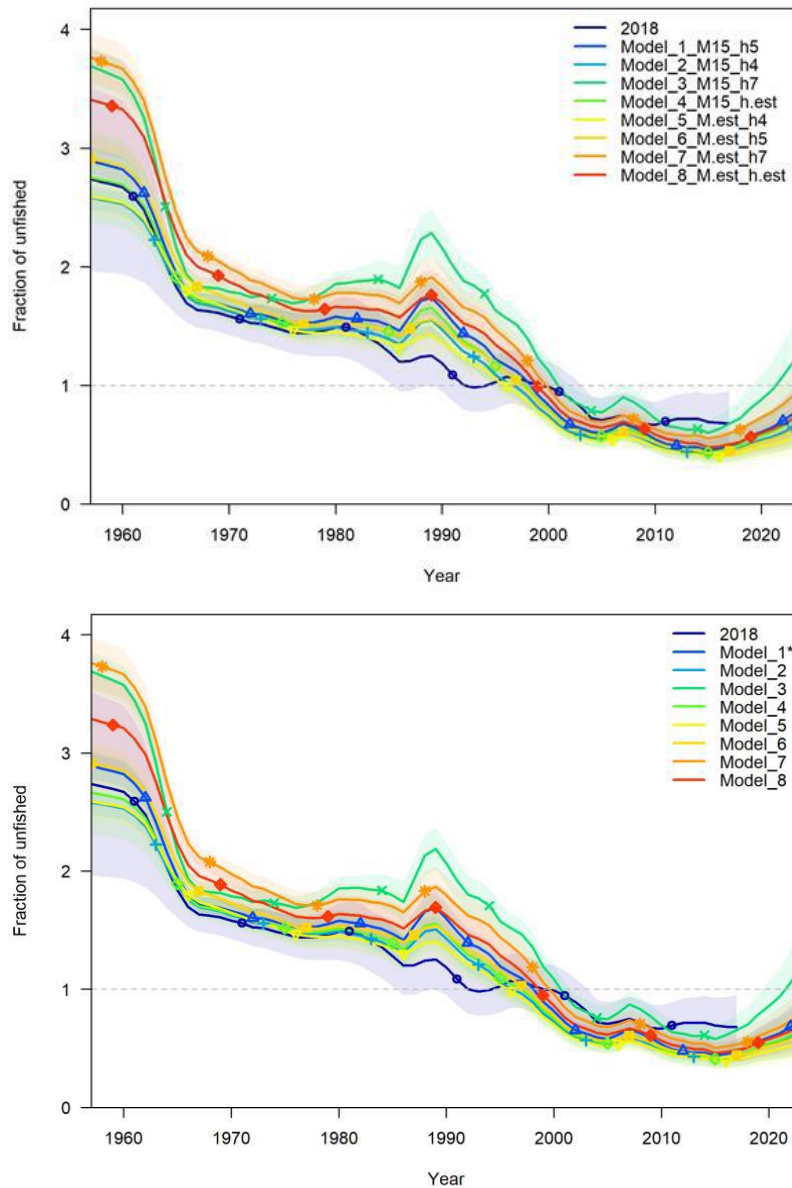 4
3
2
1
0
Fraction of unfished
2018
Model_1_M15_h5
Model_2_M15_h4
Model_3_M15_h7
Model_4_M15_h.est
Model_5_M.est_h4
Model_6_M.est_h5
Model_7_M.est_h7
Model_8_M.est_h.est
1960 1970 1980 1990 2000 2010 2020
Year
4
3
2
1
0
Fraction of unfished
2018
Model_1*
Model_2
Model_3
Model_4
Model_5
Model_6
Model_7
Model_8
1960 1970 1980 1990 2000 2010 2020
Year